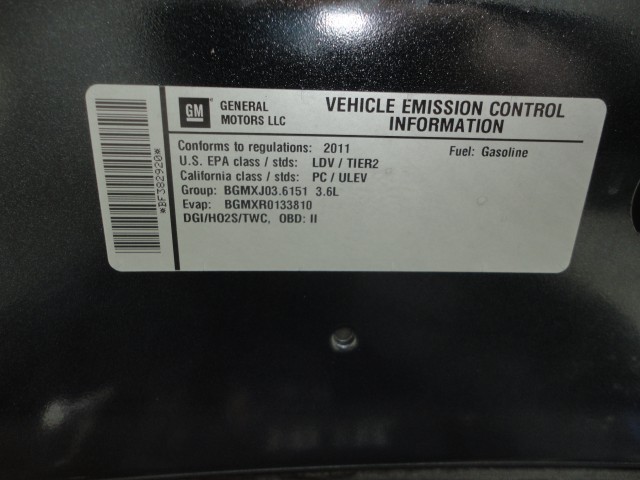 *BF382920*
GM
GENERAL
MOTORS LLC
VEHICLE EMISSION CONTROL
INFORMATION
Conforms to regulations: 2011 Fuel: Gasoline
U.S. EPA class / stds: LDV / TIER2
California class / stds: PC / ULEV
Group: BGMXJ03.6151 3.6L
Evap: BGMXR0133810
DGI/HO2S/TWC, OBD: II